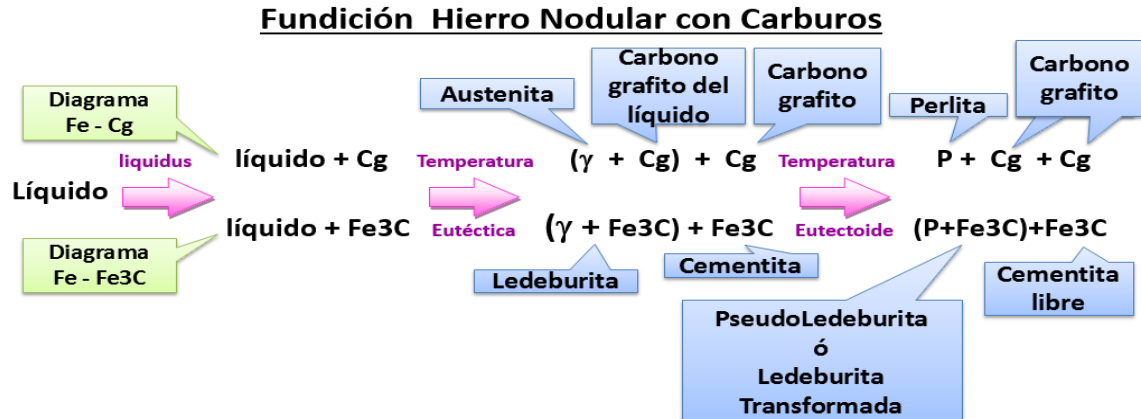 Fundición  Hierro Nodular con Carburos
Diagrama
Fe - Cg
Austenita
Carbono
grafito del
líquido
Carbono
grafito
Perlita
Carbono
grafito
Líquido
liquidus
líquido + Cg
Temperatura
(γ + Cg) + Cg
Temperatura
P + Cg + Cg
líquido + Fe3C
Eutéctica
(γ + Fe3C) + Fe3C
Eutectoide
(P+Fe3C)+Fe3C
Diagrama
Fe - Fe3C
Ledeburita
Cementita
Cementita
libre
PseudoLedeburita
ó
Ledeburita
Transformada